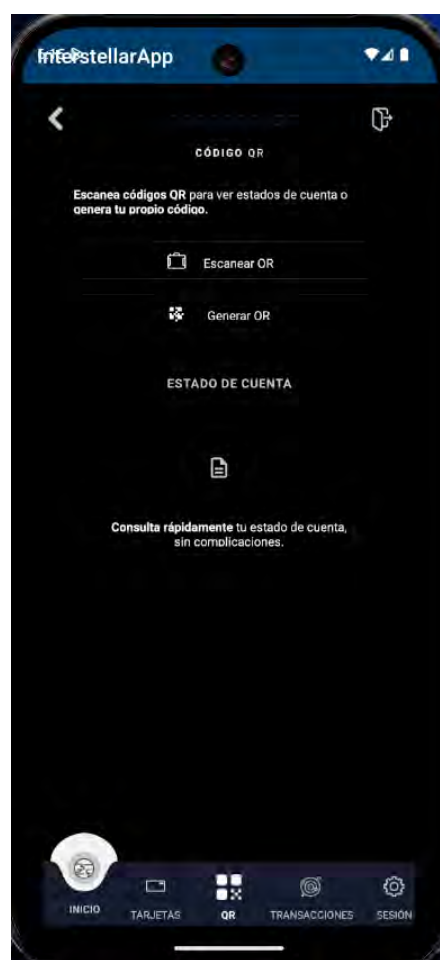 InterstellarApp
CÓDIGO QR
Escanea códigos QR para ver estados de cuenta o
genera tu propio código.
Escanear QR
Generar QR
ESTADO DE CUENTA
Consulta rápidamente tu estado de cuenta,
sin complicaciones.
INICIO TARJETAS QR TRANSACCIONES SESIÓN